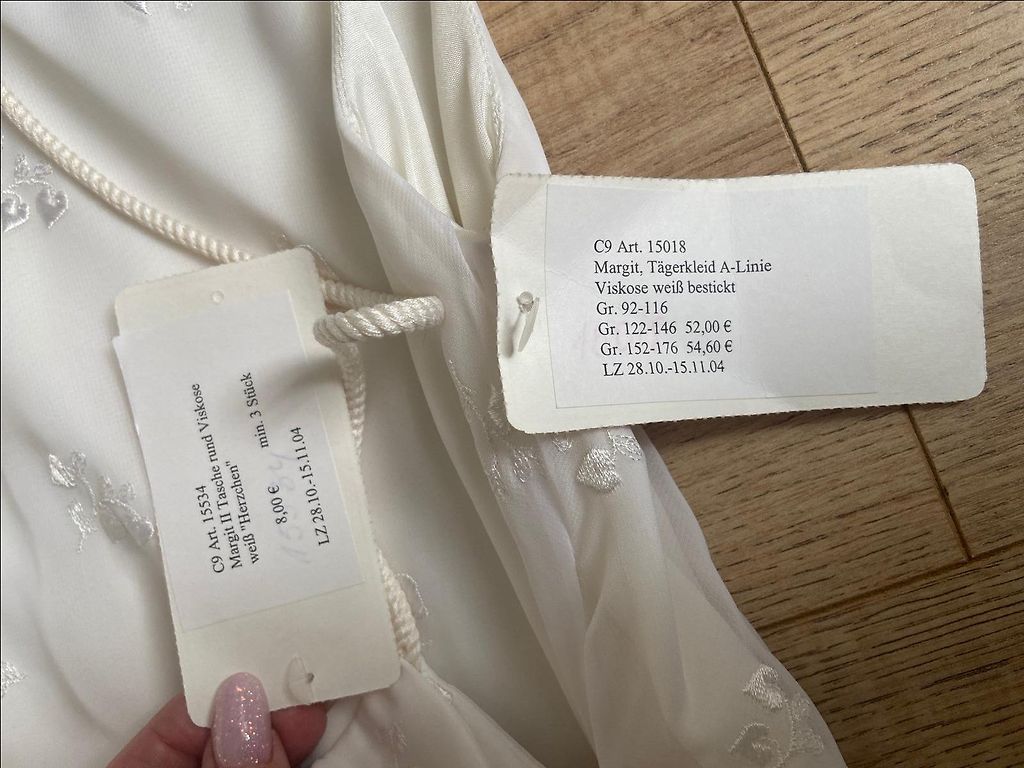 C9 Art. 15018
Margit, Tägerkleid A-Linie
Viskose weiß bestickt
Gr. 92-116
Gr. 122-146 52,00 €
Gr. 152-176 54,60 €
LZ 28.10.-15.11.04
C9 Art. 15534
Margit II Tasche rund Viskose
weiß "Herzchen"
8,00 € min. 3 Stück
LZ 28.10.-15.11.04